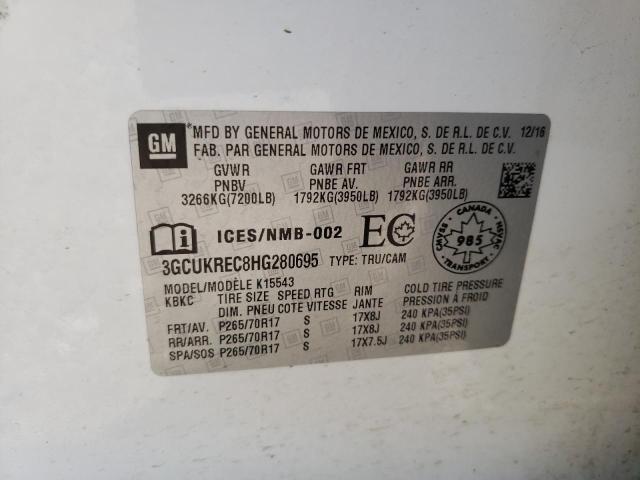 GM
*MFD BY GENERAL MOTORS DE MEXICO, S. DE R.L. DE C.V. 12/16
FAB. PAR GENERAL MOTORS DE MEXICO, S. DE R.L. DE C.V.
GVWR GAWR FRT GAWR RR
PNBV PNBE AV. PNBE AV.
3266KG(7200LB) 1792KG(3950LB) 1792KG(3950LB)
ICES/NMB-002 EC
CANADA
CMVSS 985 NSVAC
TRANSPORT
3GCUKREC8HG280695 TYPE: TRU/CAM
MODEL/MODÈLE K15543
KBKC TIRE SIZE SPEED RTG RIM COLD TIRE PRESSURE
DIM. PNEU COTE VITESSE JANTE PRESSION A FROID
FRT/AV. P265/70R17 S 17X8J 240 KPA(35PSI)
RR/ARR. P265/70R17 S 17X8J 240 KPA(35PSI)
SPA/SOS P265/70R17 S 17X7.5J 240 KPA(35PSI)